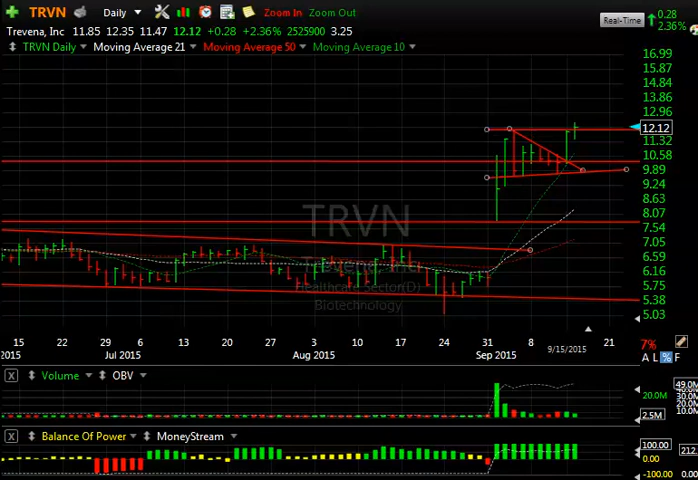 TRVN Daily Zoom In Zoom Out Real-Time 0.28 2.36%
Trevena, Inc 11.85 12.35 11.47 12.12 +0.28 +2.36% 2525900 3.25
TRVN Daily Moving Average 21 Moving Average 50 Moving Average 10
16.99
15.87
14.84
13.86
12.96
12.12
11.32
10.58
9.89
9.24
8.63
8.07
7.54
7.05
6.59
6.16
5.75
5.38
5.03
TRVN
Trevena, Inc
Healthcare Sector(D)
Biotechnology
15 22 29 6 13 20 27 3 10 17 24 31 8 21
2015 Jul 2015 Aug 2015 Sep 2015 9/15/2015
7%
A L % F
X Volume OBV
49.0M
20.0M
10.0M
2.5M
X Balance Of Power MoneyStream
100.00 212.
0.00
-100.00 0.00